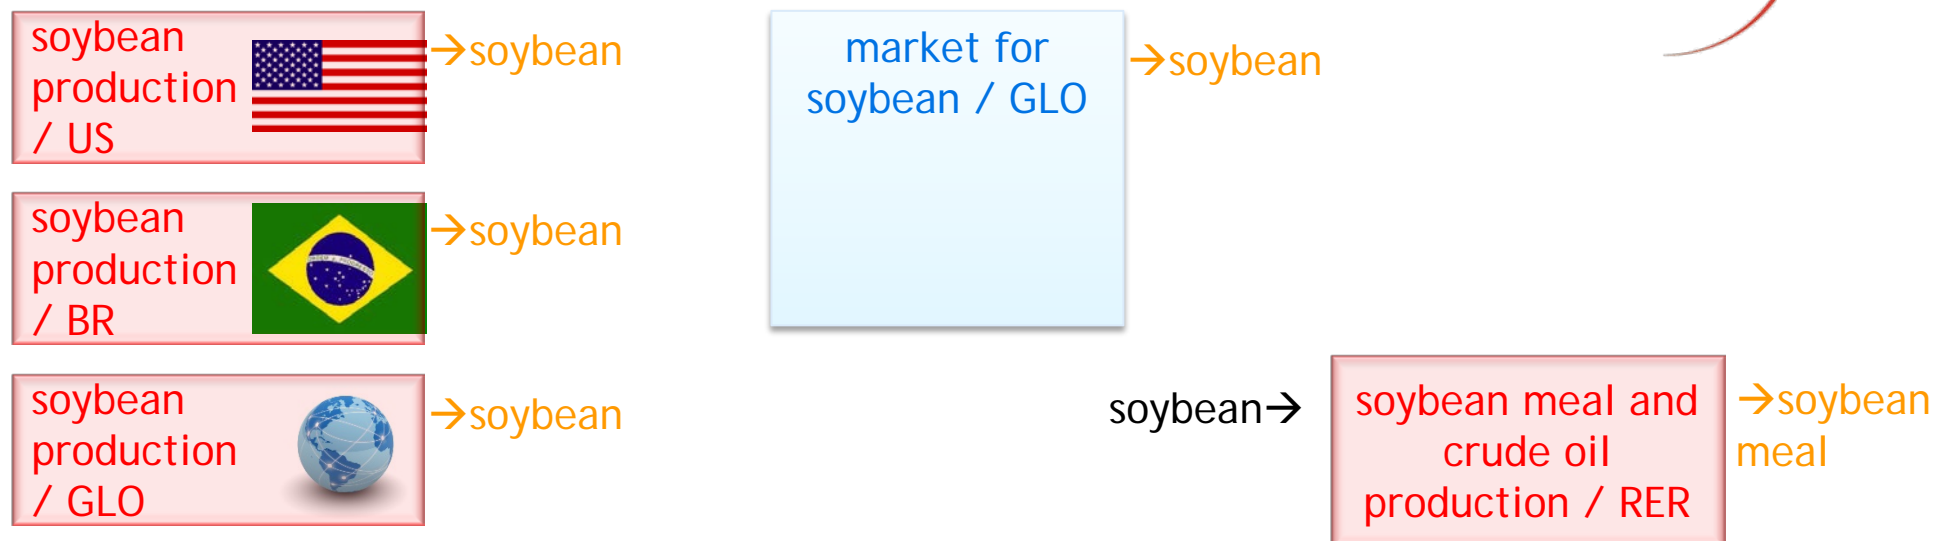 soybean
production
/ US
→soybean
soybean
production
/ BR
→soybean
soybean
production
/ GLO
→soybean
market for
soybean / GLO
→soybean
soybean→
soybean meal and
crude oil
production / RER
→soybean
meal